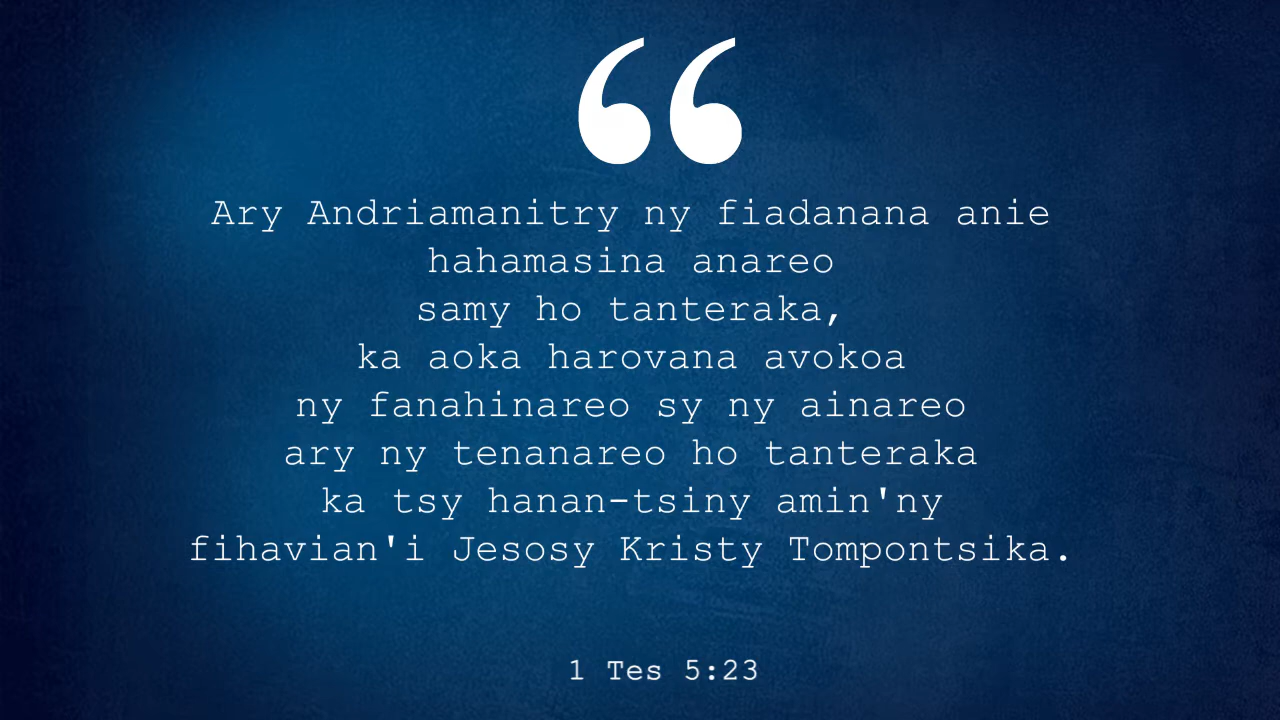 “
Ary Andriamanitry ny fiadanana anie
hahamasina anareo
samy ho tanteraka,
ka aoka harovana avokoa
ny fanahinareo sy ny ainareo
ary ny tenanareo ho tanteraka
ka tsy hanan-tsiny amin'ny
fihavian'i Jesosy Kristy Tompontsika.
1 Tes 5:23